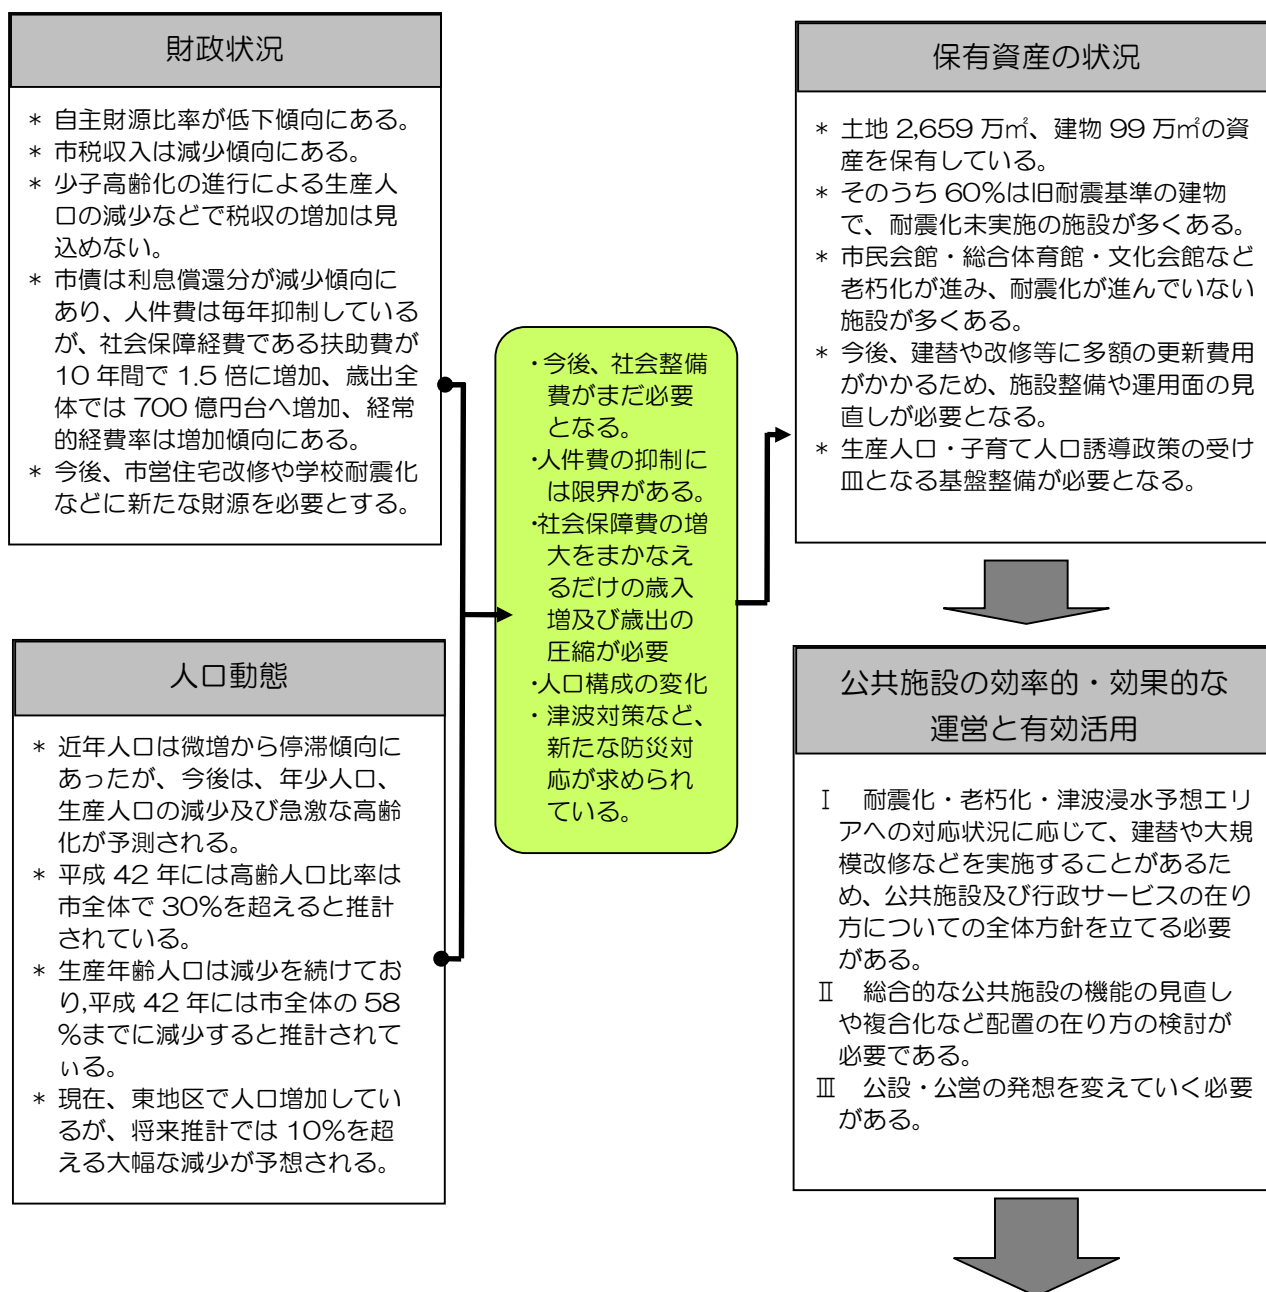 財政状況
* 自主財源比率が低下傾向にある。
* 市税収入は減少傾向にある。
* 少子高齢化の進行による生産人
口の減少などで税収の増加は見
込めない。
* 市債は利息償還分が減少傾向に
あり、人件費は毎年抑制している
が、社会保障経費である扶助費が
10 年間で 1.5 倍に増加、歳出全
体では 700 億円台へ増加、経常
的経費率は増加傾向にある。
* 今後、市営住宅改修や学校耐震化
などに新たな財源を必要とする。
人口動態
* 近年人口は微増から停滞傾向に
あったが、今後は、年少人口、
生産人口の減少及び急激な高齢
化が予測される。
* 平成 42 年には高齢人口比率は
市全体で 30%を超えると推計
されている。
* 生産年齢人口は減少を続けてお
り,平成 42 年には市全体の 58
%までに減少すると推計されて
ぃる。
* 現在、東地区で人口増加してい
るが、将来推計では 10%を超
える大幅な減少が予想される。
・今後、社会整備
費がまだ必要
となる。
・人件費の抑制に
は限界がある。
・社会保障費の増
大をまかなえ
るだけの歳入
増及び歳出の
圧縮が必要
・人口構成の変化
・津波対策など、
新たな防災対
応が求められ
ている。
保有資産の状況
* 土地 2,659 万㎡、建物 99 万㎡の資
産を保有している。
* そのうち 60%は旧耐震基準の建物
で、耐震化未実施の施設が多くある。
* 市民会館・総合体育館・文化会館など
老朽化が進み、耐震化が進んでいない
施設が多くある。
* 今後、建替や改修等に多額の更新費用
がかかるため、施設整備や運用面の見
直しが必要となる。
* 生産人口・子育て人口誘導政策の受け
皿となる基盤整備が必要となる。
公共施設の効率的・効果的な
運営と有効活用
Ⅰ 耐震化・老朽化・津波浸水予想エリ
アへの対応状況に応じて、建替や大規
模改修などを実施することがあるた
め、公共施設及び行政サービスの在り
方についての全体方針を立てる必要
がある。
Ⅱ 総合的な公共施設の機能の見直し
や複合化など配置の在り方の検討が
必要である。
Ⅲ 公設・公営の発想を変えていく必要
がある。